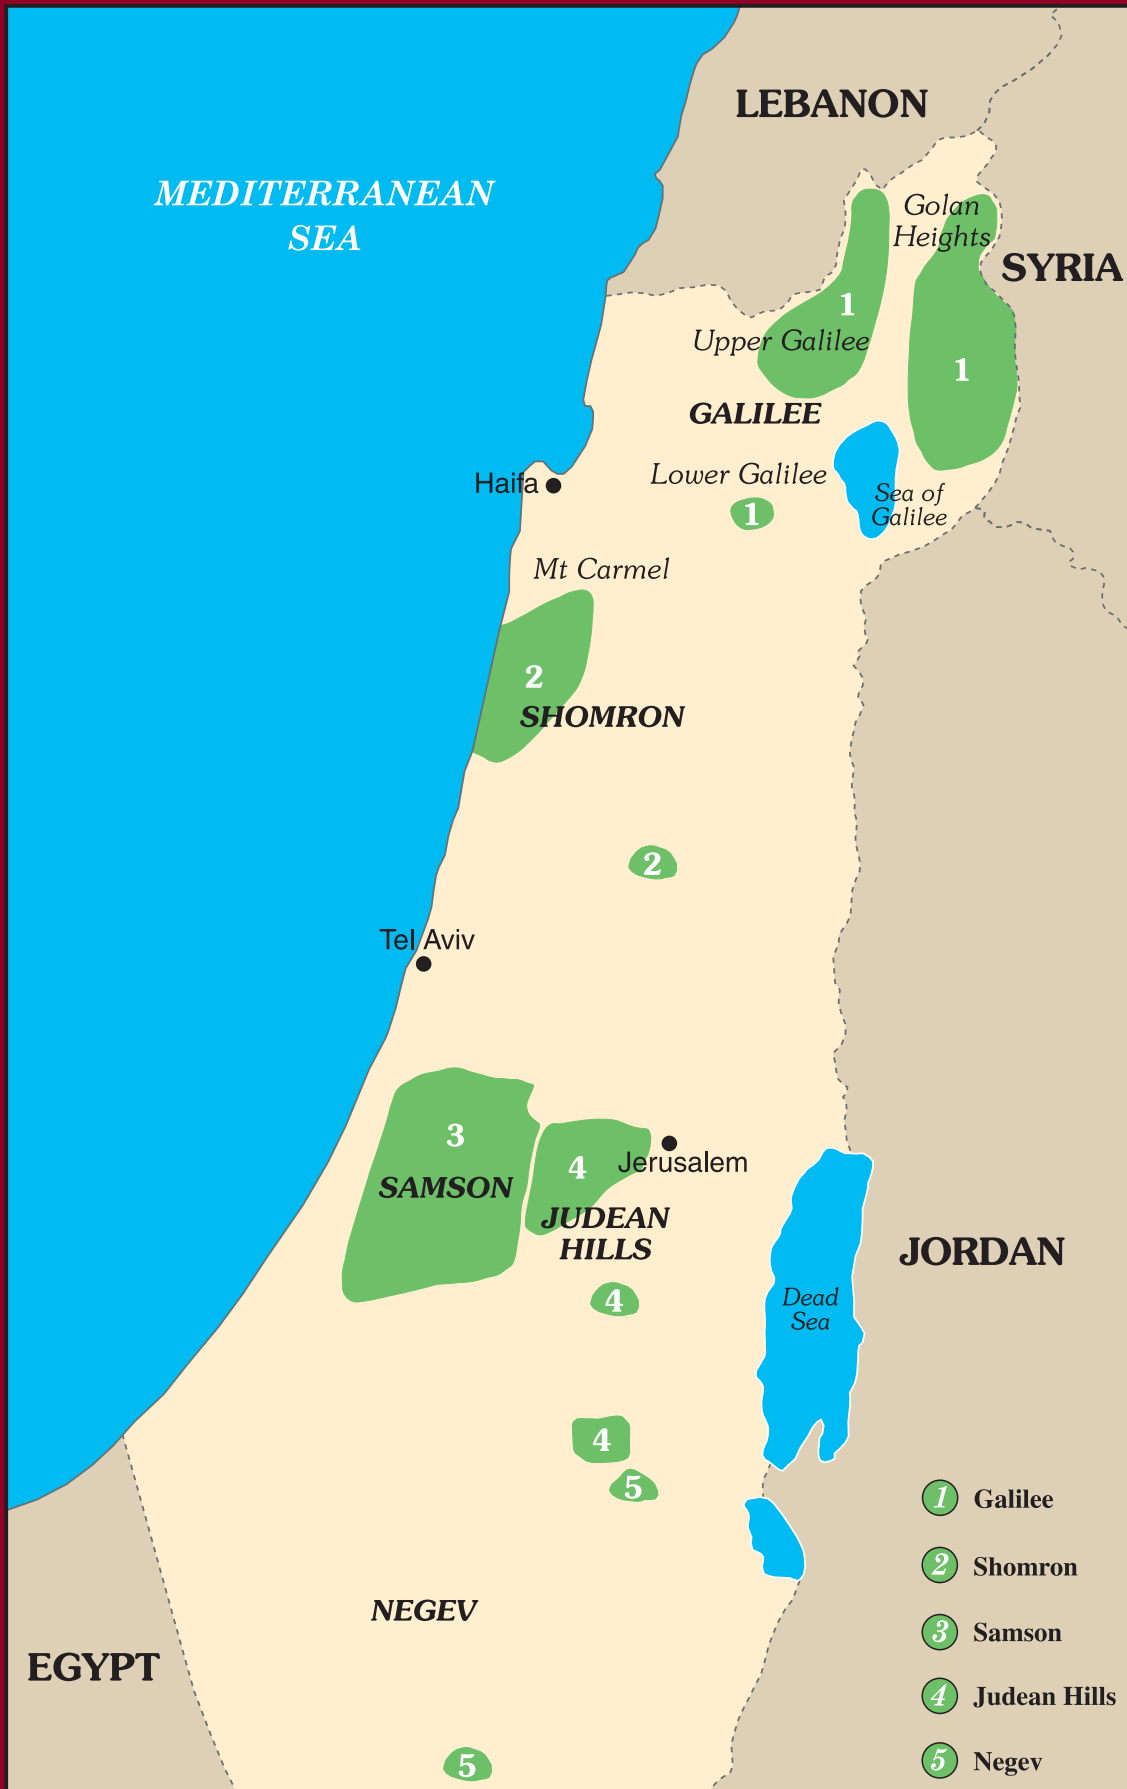 LEBANON
MEDITERRANEAN
SEA
Golan
Heights
SYRIA
1
Upper Galilee
1
GALILEE
Lower Galilee
Haifa
Sea of
Galilee
1
Mt Carmel
2
SHOMRON
2
Tel Aviv
3
4
Jerusalem
SAMSON
JUDEAN
HILLS
JORDAN
4
Dead
Sea
4
5
1 Galilee
2 Shomron
NEGEV
3 Samson
EGYPT
4 Judean Hills
5
5 Negev